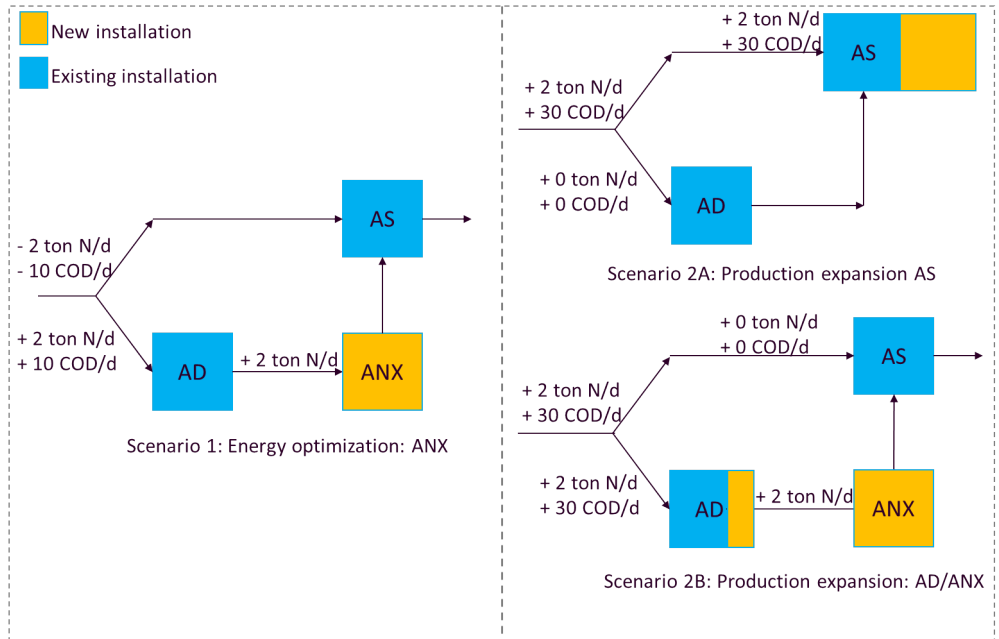 New installation
Existing installation
- 2 ton N/d
- 10 COD/d
+ 2 ton N/d
+ 10 COD/d
AS
AD
+ 2 ton N/d
ANX
Scenario 1: Energy optimization: ANX
+ 2 ton N/d
+ 30 COD/d
AS
+ 2 ton N/d
+ 30 COD/d
+ 0 ton N/d
+ 0 COD/d
AD
Scenario 2A: Production expansion AS
+ 0 ton N/d
+ 0 COD/d
AS
+ 2 ton N/d
+ 30 COD/d
+ 2 ton N/d
+ 30 COD/d
AD
+ 2 ton N/d
ANX
Scenario 2B: Production expansion: AD/ANX